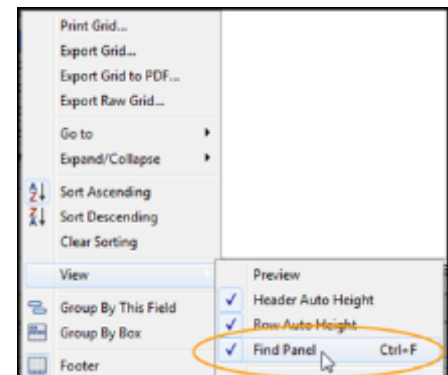 Print Grid...
Export Grid...
Export Grid to PDF...
Export Raw Grid...
Go to
Expand/Collapse
Sort Ascending
Sort Descending
Clear Sorting
View
Preview
Group By This Field
Header Auto Height
Group By Box
Row Auto Height
Footer
Find Panel Ctrl+F